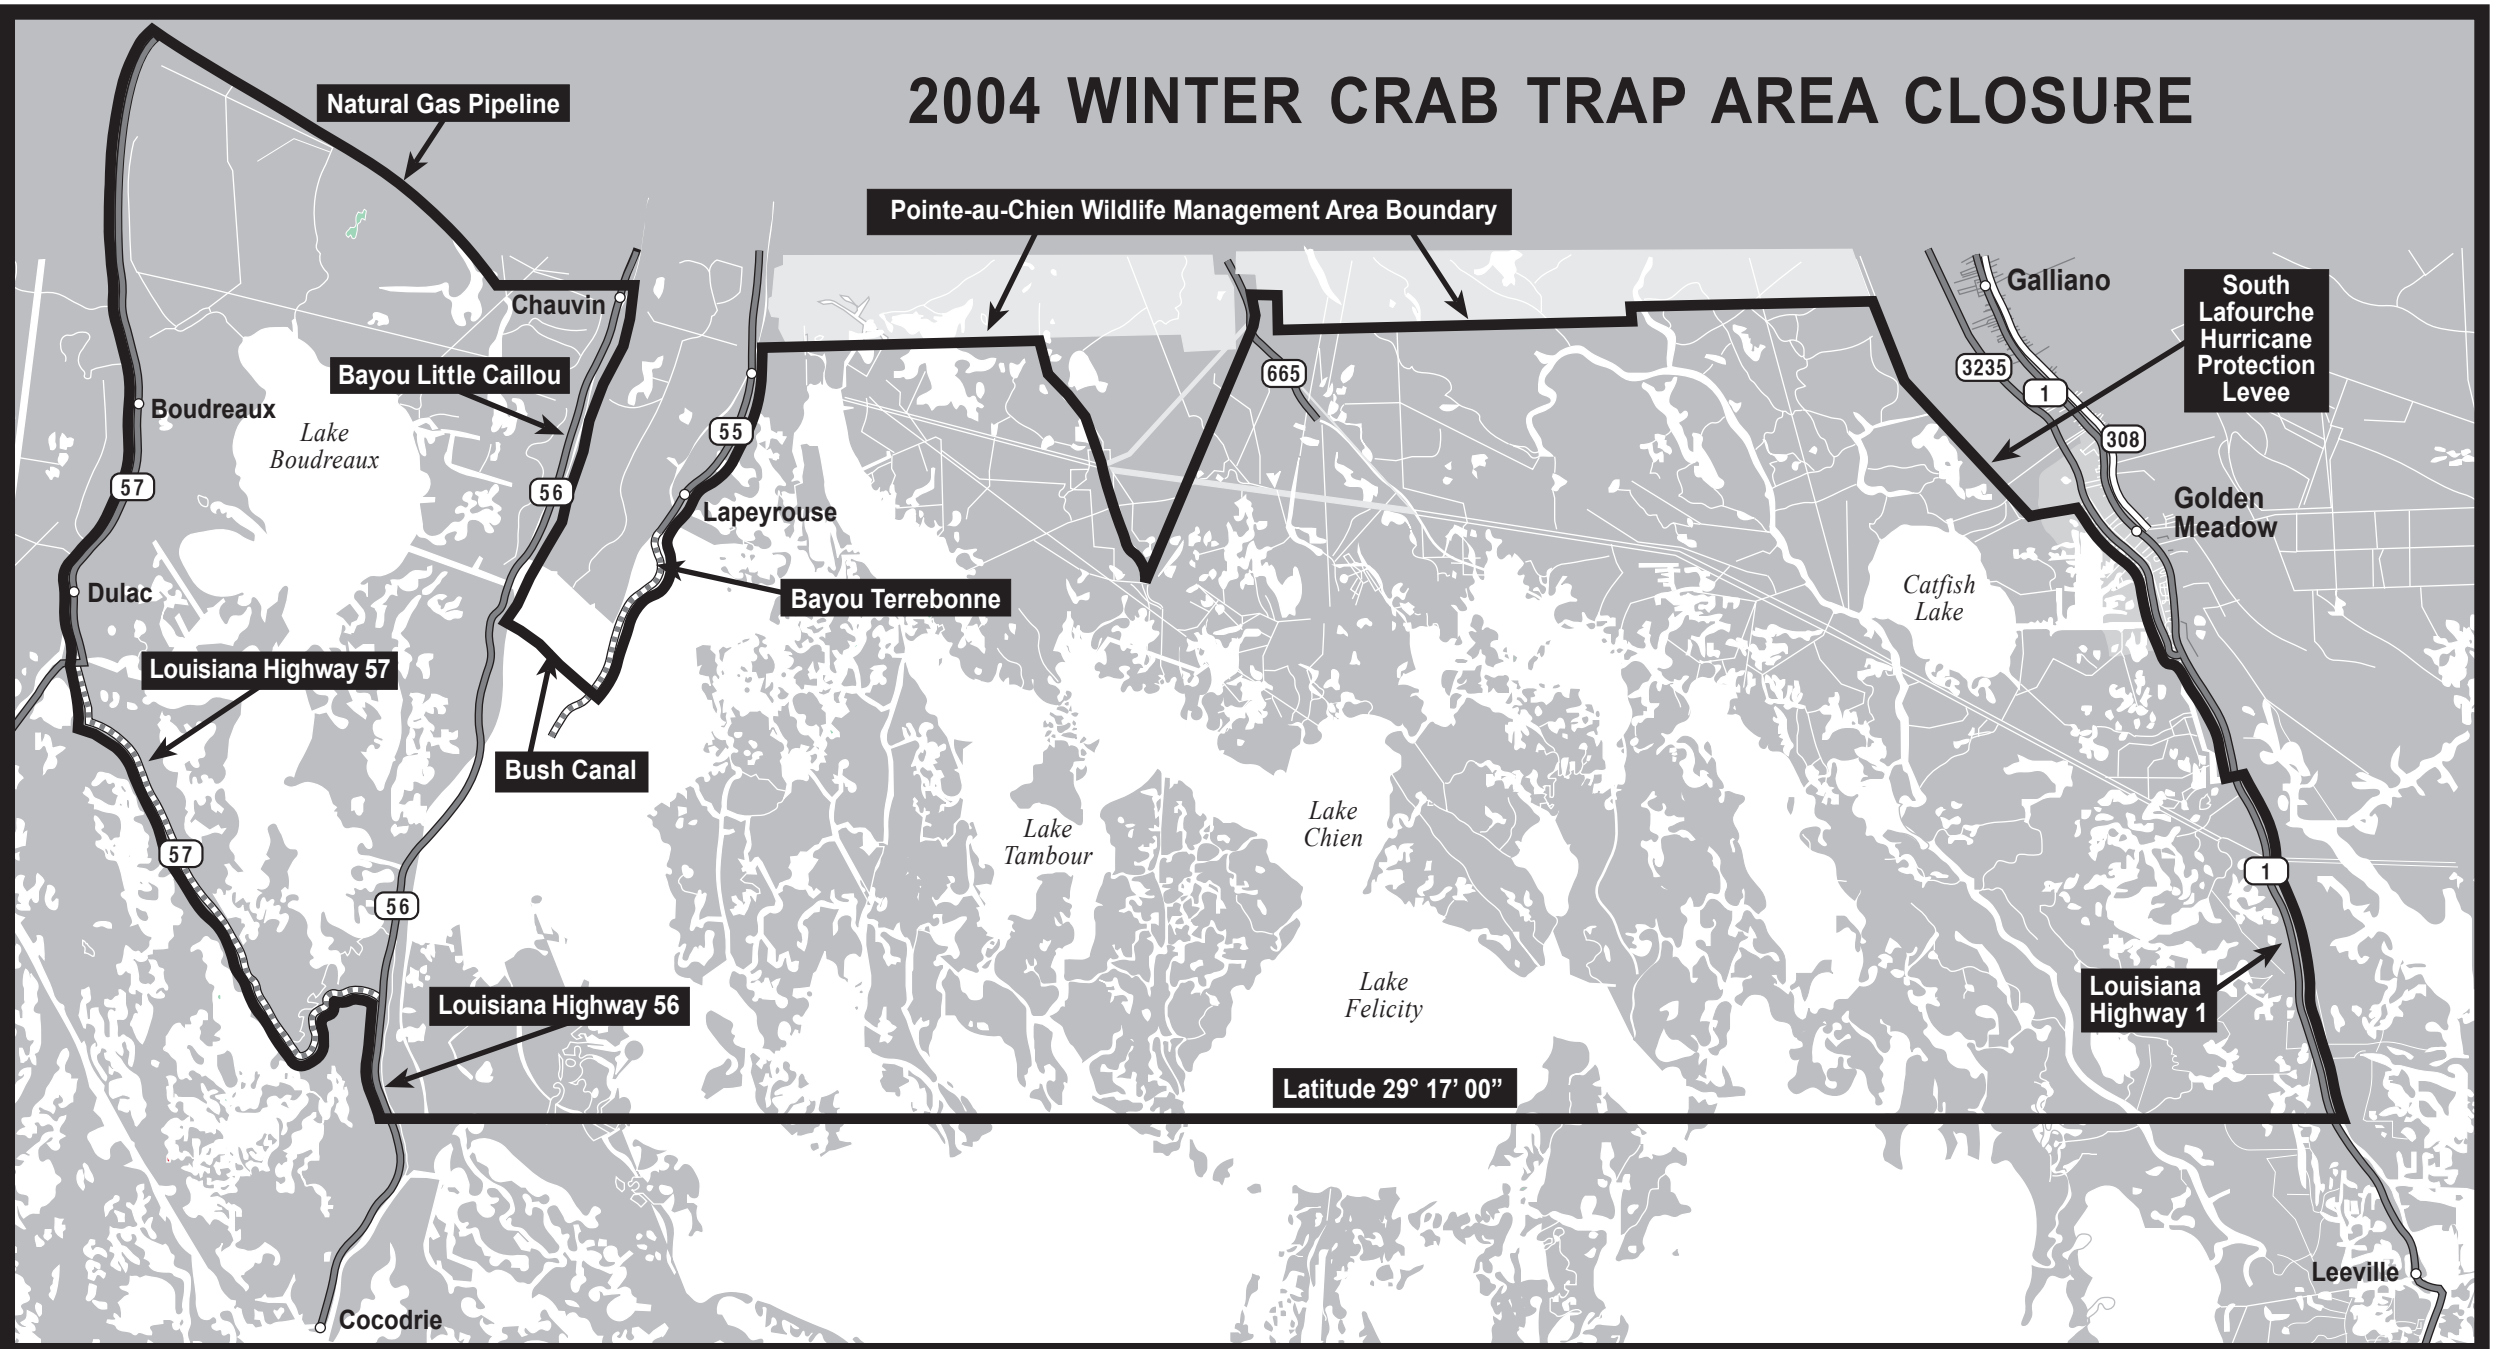 2004 WINTER CRAB TRAP AREA CLOSURE
Natural Gas Pipeline
Pointe-au-Chien Wildlife Management Area Boundary
Chauvin
Galliano
South
Lafourche
Hurricane
Protection
Levee
Bayou Little Caillou
665
3235
1
308
Boudreaux
Lake
Boudreaux
55
57
56
Lapeyrouse
Golden
Meadow
Dulac
Bayou Terrebonne
Catfish
Lake
Louisiana Highway 57
Bush Canal
Lake
Tambour
Lake
Chien
57
1
56
Lake
Felicity
Louisiana
Highway 1
Louisiana Highway 56
Latitude 29° 17’ 00”
Leeville
Cocodrie